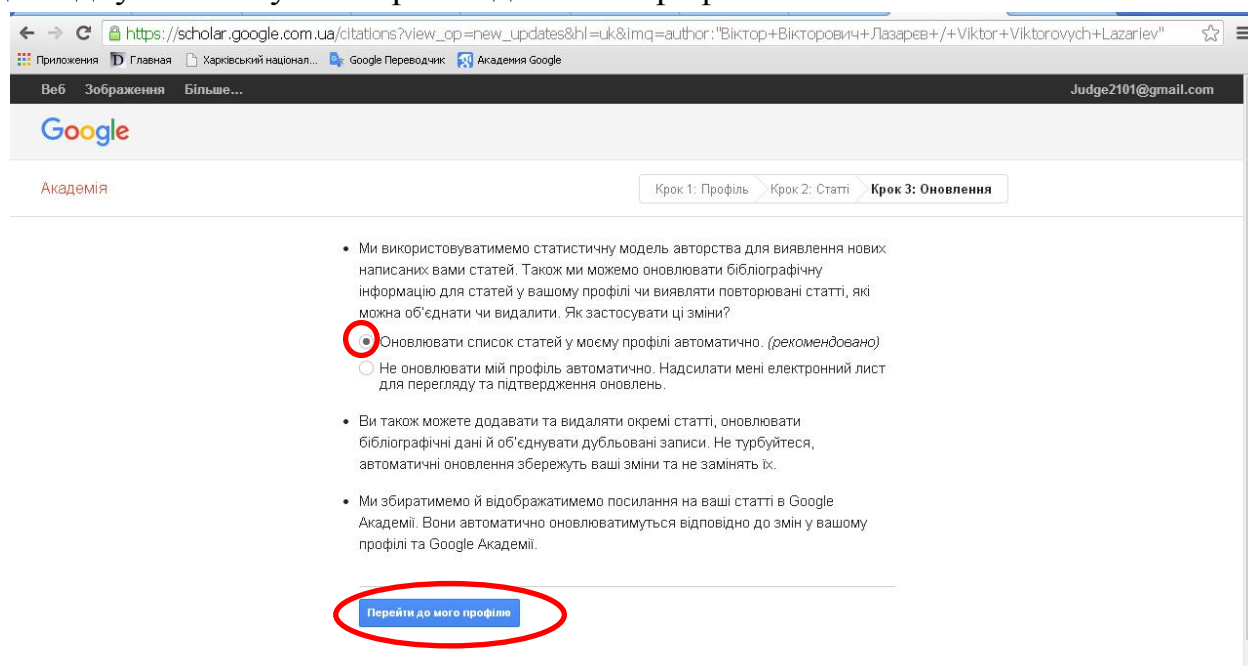 https://scholar.google.com.ua/citations?view_op=new_updates&hl=uk&imq=author:"Віктор+Вікторович+Лазарєв+/+Viktor+Viktorovych+Lazariev"
Приложения Главная Харківський націонал... Google Переводчик Академия Google
Веб Зображення Більше... Judge2101@gmail.com
Google
Академія Крок 1: Профіль Крок 2: Статті Крок 3: Оновлення
• Ми використовуватимемо статистичну модель авторства для виявлення нових
написаних вами статей. Також ми можемо оновлювати бібліографічну
інформацію для статей у вашому профілі чи виявляти повторювані статті, які
можна об'єднати чи видалити. Як застосувати ці зміни?
Оновлювати список статей у моєму профілі автоматично. (рекомендовано)
Не оновлювати мій профіль автоматично. Надсилати мені електронний лист
для перегляду та підтвердження оновлень.
• Ви також можете додавати та видаляти окремі статті, оновлювати
бібліографічні дані й об'єднувати дубльовані записи. Не турбуйтеся,
автоматичні оновлення збережуть ваші зміни та не замінять їх.
• Ми збиратимемо й відображатимемо посилання на ваші статті в Google
Академії. Вони автоматично оновлюватимуться відповідно до змін у вашому
профілі та Google Академії.
Перейти до мого профілю